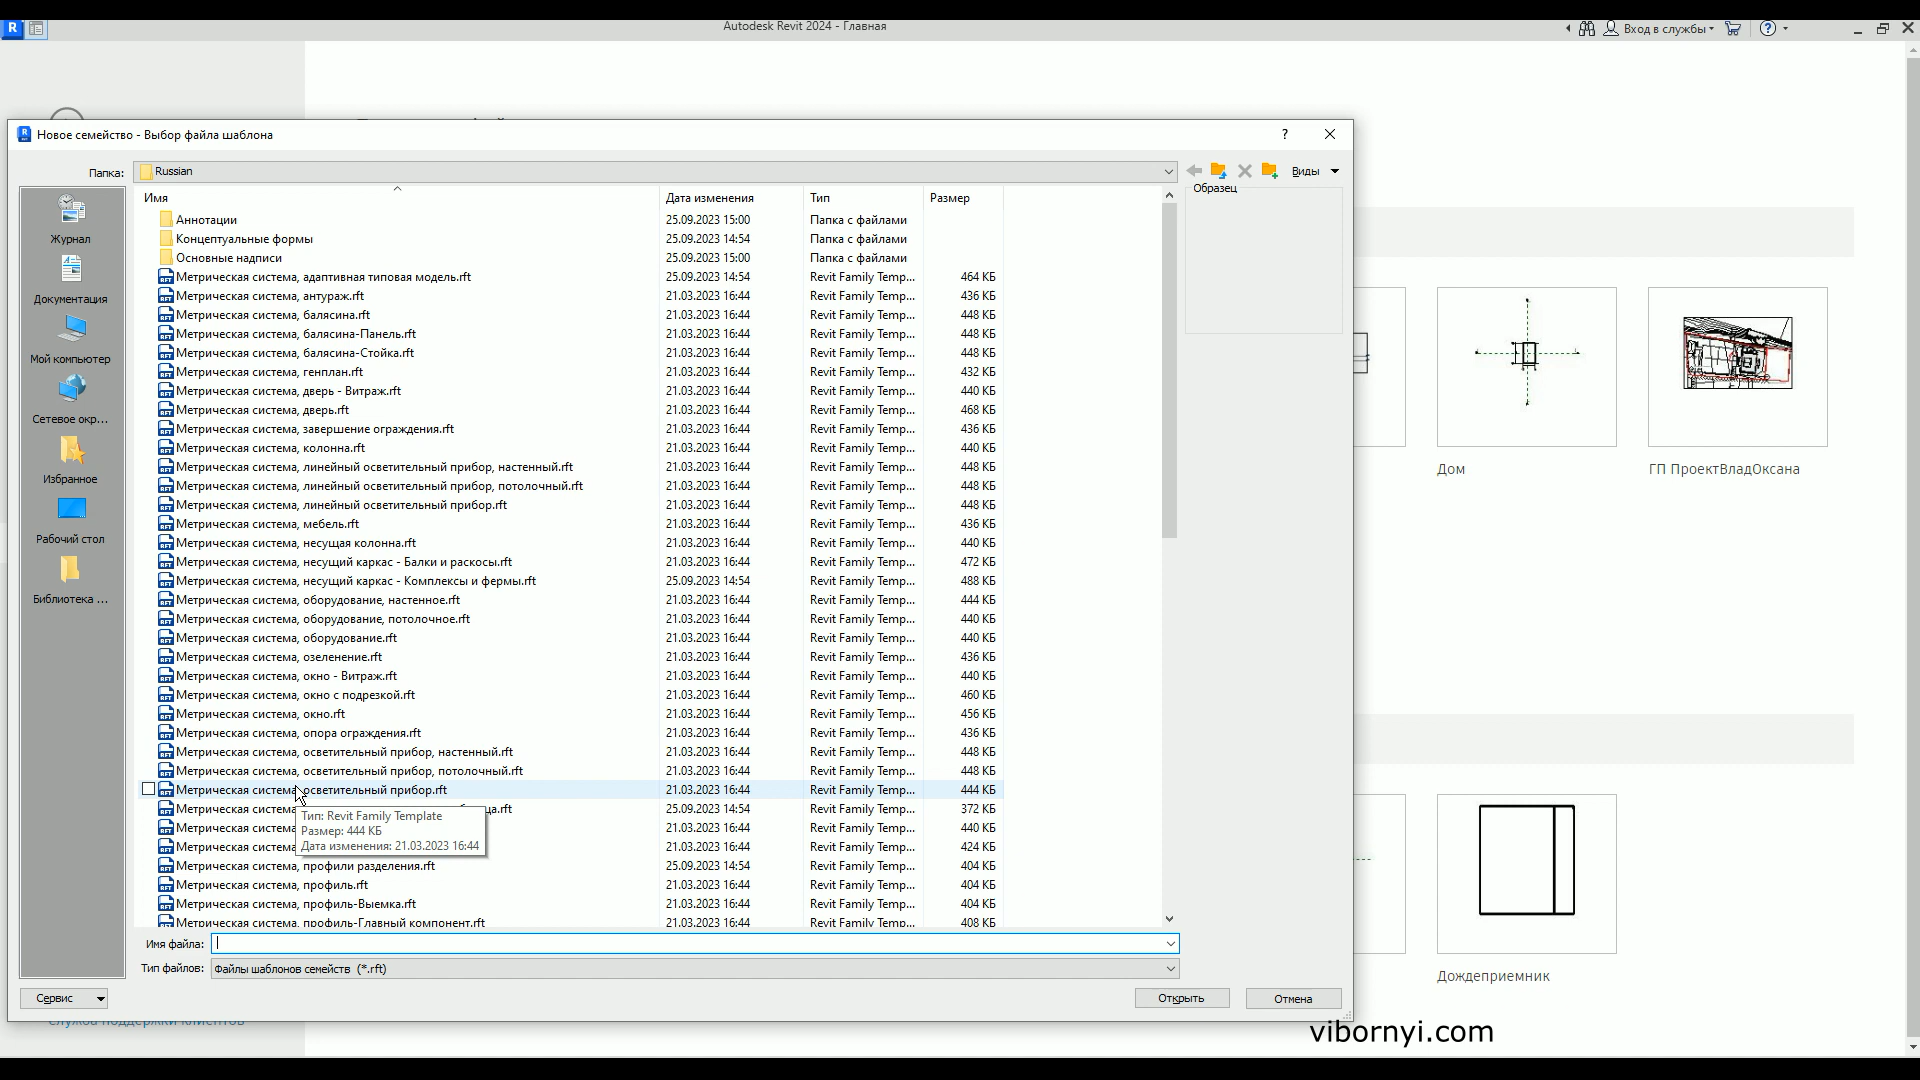 Autodesk Revit 2024 - Главная
Вход в службы
Новое семейство - Выбор файла шаблона
Папка:
Russian
Виды
Образец
Имя Дата изменения Тип Размер
Аннотации 25.09.2023 15:00 Папка с файлами
Концептуальные формы 25.09.2023 14:54 Папка с файлами
Основные надписи 25.09.2023 15:00 Папка с файлами
Метрическая система, адаптивная типовая модель.rft 25.09.2023 14:54 Revit Family Temp... 464 КБ
Метрическая система, антураж.rft 21.03.2023 16:44 Revit Family Temp... 436 КБ
Метрическая система, балясина.rft 21.03.2023 16:44 Revit Family Temp... 448 КБ
Метрическая система, балясина-Панель.rft 21.03.2023 16:44 Revit Family Temp... 448 КБ
Метрическая система, балясина-Стойка.rft 21.03.2023 16:44 Revit Family Temp... 448 КБ
Метрическая система, генплан.rft 21.03.2023 16:44 Revit Family Temp... 432 КБ
Метрическая система, дверь - Витраж.rft 21.03.2023 16:44 Revit Family Temp... 440 КБ
Метрическая система, дверь.rft 21.03.2023 16:44 Revit Family Temp... 468 КБ
Метрическая система, завершение ограждения.rft 21.03.2023 16:44 Revit Family Temp... 436 КБ
Метрическая система, колонна.rft 21.03.2023 16:44 Revit Family Temp... 440 КБ
Метрическая система, линейный осветительный прибор, настенный.rft 21.03.2023 16:44 Revit Family Temp... 448 КБ
Метрическая система, линейный осветительный прибор, потолочный.rft 21.03.2023 16:44 Revit Family Temp... 448 КБ
Метрическая система, линейный осветительный прибор.rft 21.03.2023 16:44 Revit Family Temp... 448 КБ
Метрическая система, мебель.rft 21.03.2023 16:44 Revit Family Temp... 436 КБ
Метрическая система, несущая колонна.rft 21.03.2023 16:44 Revit Family Temp... 440 КБ
Метрическая система, несущий каркас - Балки и раскосы.rft 21.03.2023 16:44 Revit Family Temp... 472 КБ
Метрическая система, несущий каркас - Комплексы и фермы.rft 25.09.2023 14:54 Revit Family Temp... 488 КБ
Метрическая система, оборудование, настенное.rft 21.03.2023 16:44 Revit Family Temp... 444 КБ
Метрическая система, оборудование, потолочное.rft 21.03.2023 16:44 Revit Family Temp... 440 КБ
Метрическая система, оборудование.rft 21.03.2023 16:44 Revit Family Temp... 440 КБ
Метрическая система, озеленение.rft 21.03.2023 16:44 Revit Family Temp... 436 КБ
Метрическая система, окно - Витраж.rft 21.03.2023 16:44 Revit Family Temp... 440 КБ
Метрическая система, окно с подрезкой.rft 21.03.2023 16:44 Revit Family Temp... 460 КБ
Метрическая система, окно.rft 21.03.2023 16:44 Revit Family Temp... 456 КБ
Метрическая система, опора ограждения.rft 21.03.2023 16:44 Revit Family Temp... 436 КБ
Метрическая система, осветительный прибор, настенный.rft 21.03.2023 16:44 Revit Family Temp... 448 КБ
Метрическая система, осветительный прибор, потолочный.rft 21.03.2023 16:44 Revit Family Temp... 448 КБ
Метрическая система, осветительный прибор.rft 21.03.2023 16:44 Revit Family Temp... 444 КБ
Метрическая система, ца.rft 25.09.2023 14:54 Revit Family Temp... 372 КБ
Метрическая система 21.03.2023 16:44 Revit Family Temp... 440 КБ
Метрическая система 21.03.2023 16:44 Revit Family Temp... 424 КБ
Метрическая система, профили разделения.rft 25.09.2023 14:54 Revit Family Temp... 404 КБ
Метрическая система, профиль.rft 21.03.2023 16:44 Revit Family Temp... 404 КБ
Метрическая система, профиль-Выемка.rft 21.03.2023 16:44 Revit Family Temp... 404 КБ
Метрическая система, профиль-Главный компонент.rft 21.03.2023 16:44 Revit Family Temp... 408 КБ
Тип: Revit Family Template
Размер: 444 КБ
Дата изменения: 21.03.2023 16:44
Журнал
Документация
Мой компьютер
Сетевое окр...
Избранное
Рабочий стол
Библиотека ...
Имя файла:
Тип файлов: Файлы шаблонов семейств (*.rft)
Сервис
Открыть
Отмена
Служба поддержки клиентов
Дом
ГП ПроектВладОксана
Дождеприемник
vibornyi.com